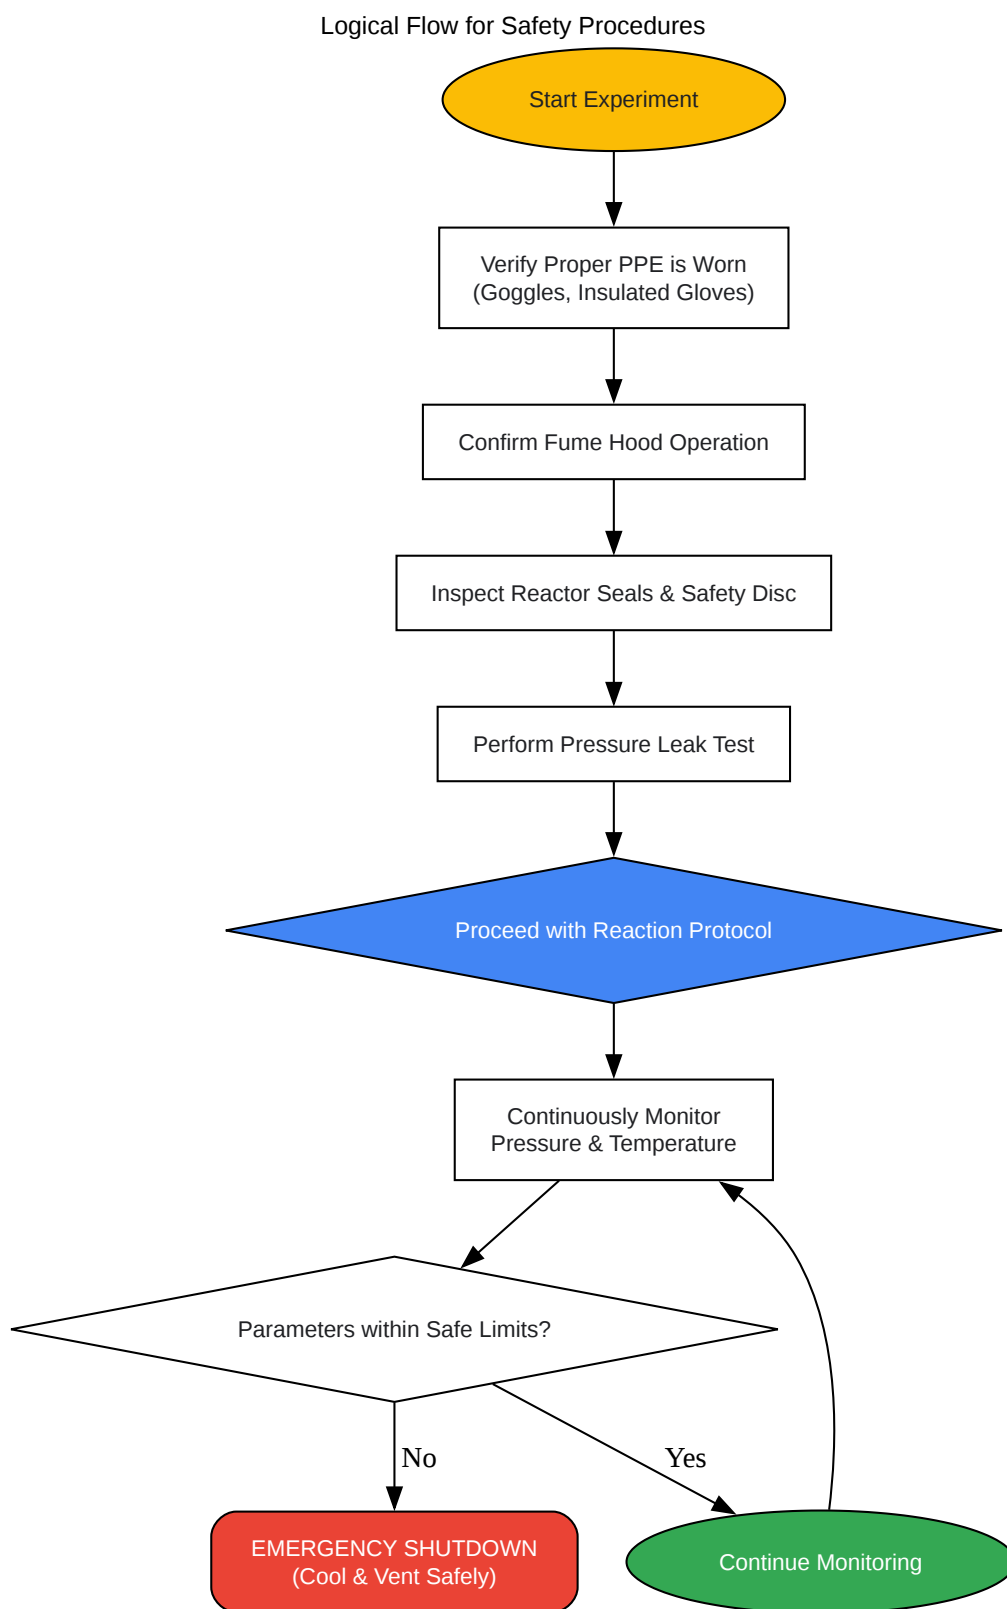 Logical Flow for Safety Procedures
Start Experiment
Verify Proper PPE is Worn
(Goggles, Insulated Gloves)
Confirm Fume Hood Operation
Inspect Reactor Seals & Safety Disc
Perform Pressure Leak Test
Proceed with Reaction Protocol
Continuously Monitor
Pressure & Temperature
Parameters within Safe Limits?
No
Yes
EMERGENCY SHUTDOWN
(Cool & Vent Safely)
Continue Monitoring